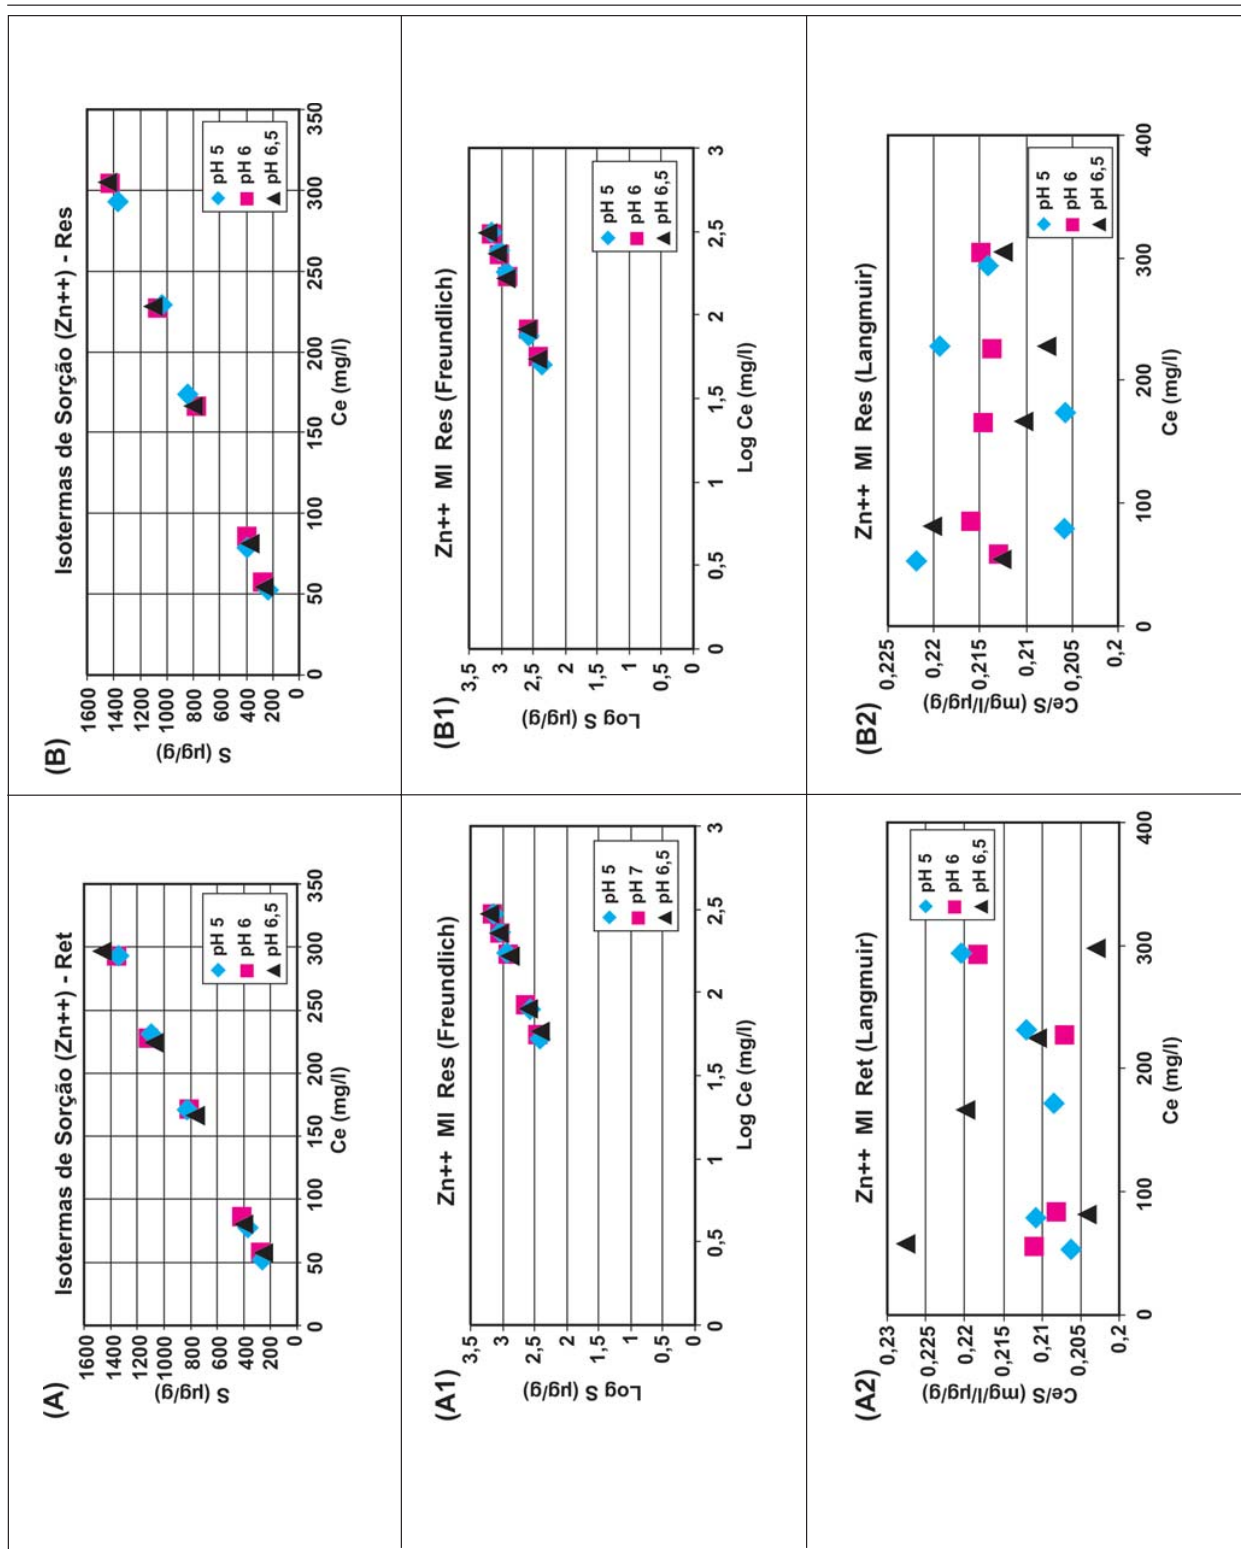 (A)
Isotermas de Sorção (Zn++) - Ret
S (µg/g)
1600
1400
1200
1000
800
600
400
200
0
0 50 100 150 200 250 300 350
Ce (mg/l)
pH 5
pH 6
pH 6,5
(B)
Isotermas de Sorção (Zn++) - Res
S (µg/g)
1600
1400
1200
1000
800
600
400
200
0
0 50 100 150 200 250 300 350
Ce (mg/l)
pH 5
pH 6
pH 6,5
(A1)
Zn++ MI Res (Freundlich)
Log S (µg/g)
3,5
3
2,5
2
1,5
1
0,5
0
0 0,5 1 1,5 2 2,5 3
Log Ce (mg/l)
pH 5
pH 7
pH 6,5
(B1)
Zn++ MI Res (Freundlich)
Log S (µg/g)
3,5
3
2,5
2
1,5
1
0,5
0
0 0,5 1 1,5 2 2,5 3
Log Ce (mg/l)
pH 5
pH 6
pH 6,5
(A2)
Zn++ MI Ret (Langmuir)
Ce/S (mg/l/µg/g)
0,23
0,225
0,22
0,215
0,21
0,205
0,2
0 100 200 300 400
Ce (mg/l)
pH 5
pH 6
pH 6,5
(B2)
Zn++ MI Res (Langmuir)
Ce/S (mg/l/µg/g)
0,225
0,22
0,215
0,21
0,205
0,2
0 100 200 300 400
Ce (mg/l)
pH 5
pH 6
pH 6,5